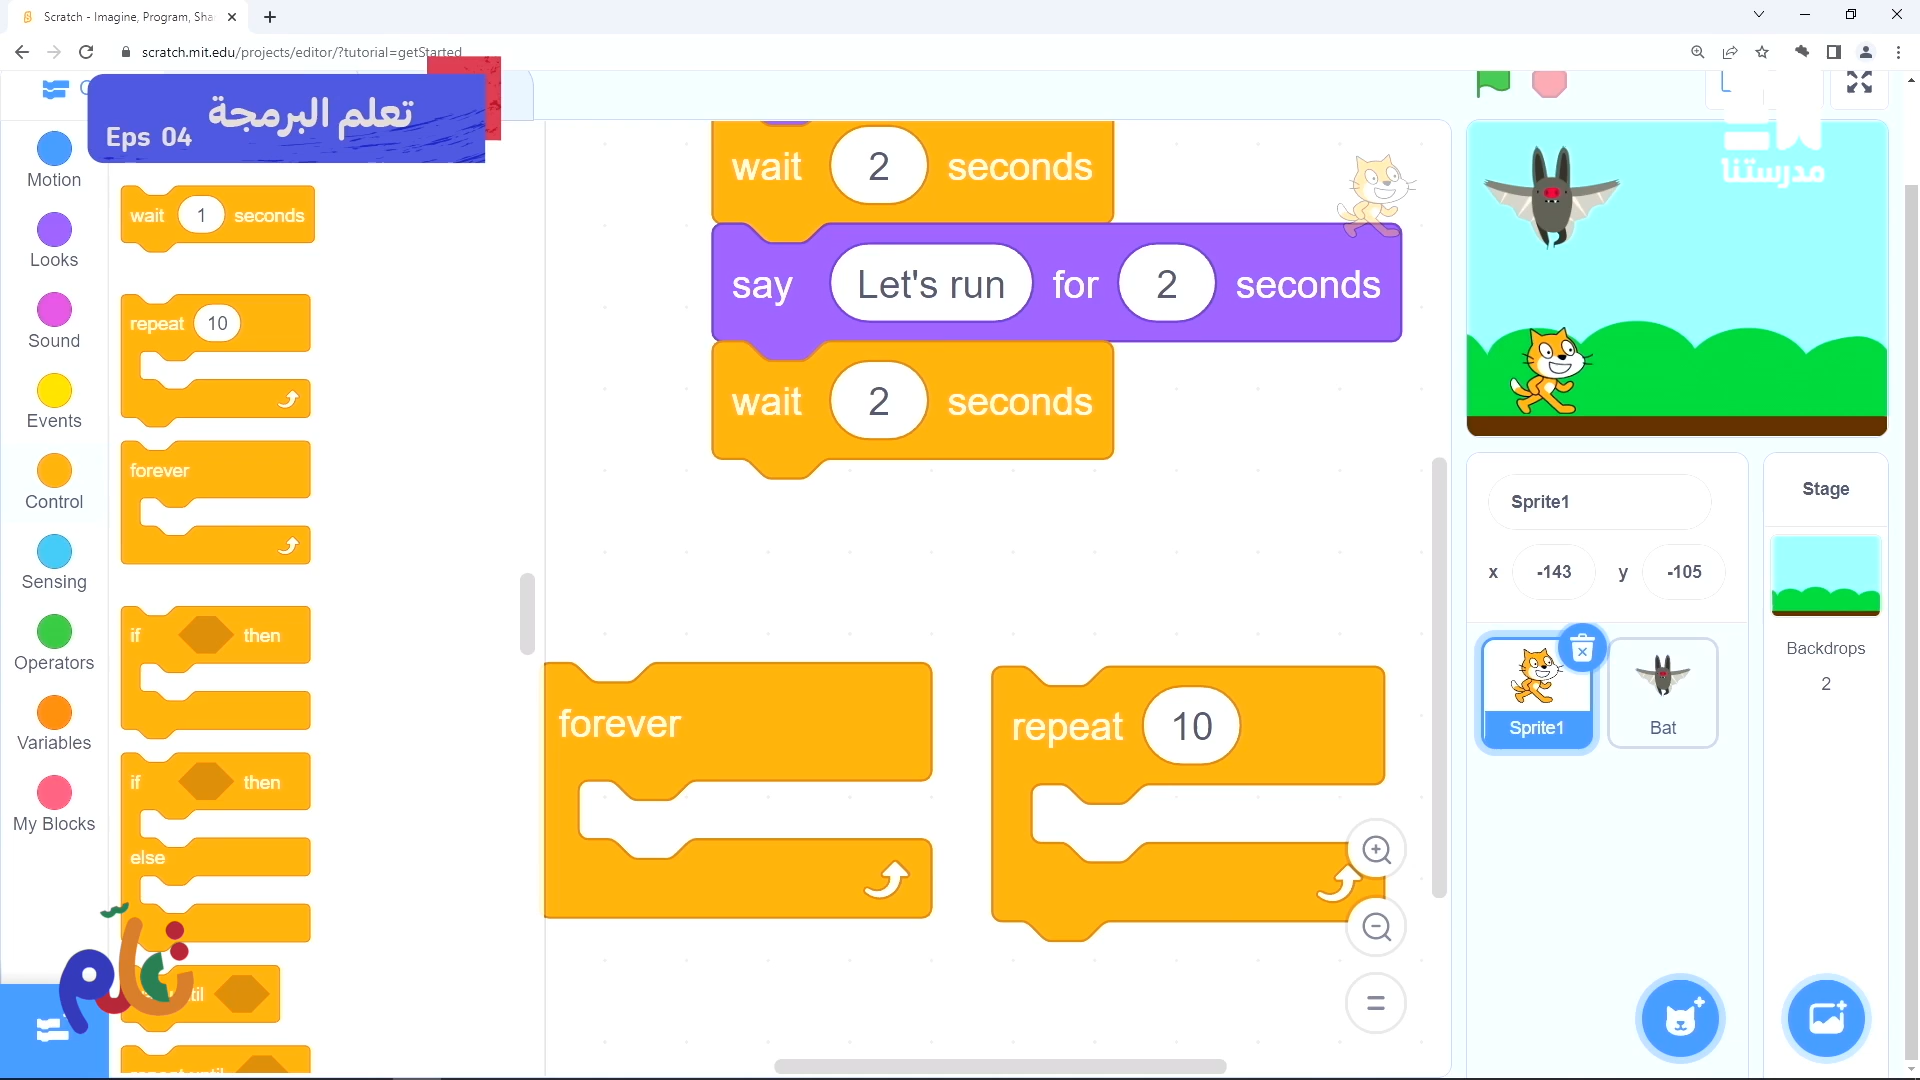 Scratch - Imagine, Program, Sha
scratch.mit.edu/projects/editor/?tutorial=getStarted
تعلم البرمجة
Eps 04
مدرستنا
Motion
Looks
Sound
Events
Control
Sensing
Operators
Variables
My Blocks
wait 1 seconds
repeat 10
forever
if then
if then
else
repeat until
wait 2 seconds
say Let's run for 2 seconds
wait 2 seconds
forever
repeat 10
Sprite1
x -143 y -105
Sprite1
Bat
Stage
Backdrops
2